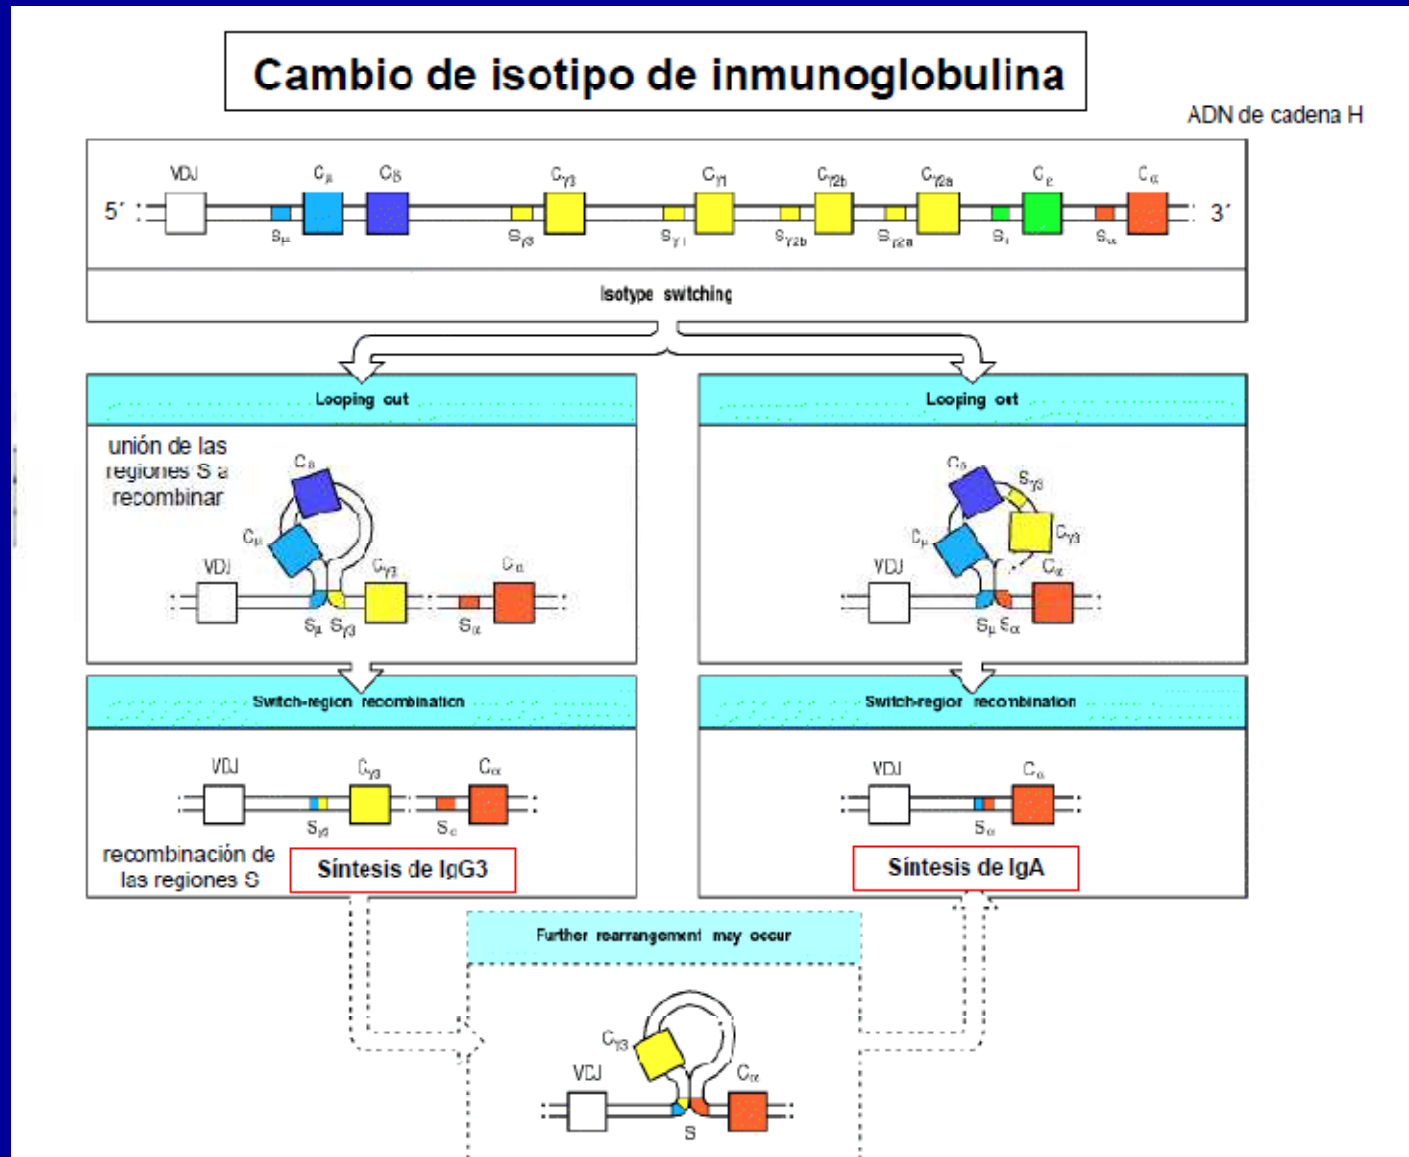 Cambio de isotipo de inmunoglobulina
ADN de cadena H
VDJ Cμ Cδ Cγ3 Cγ1 Cγ2b Cγ2a Cε Cα
5´ 3´
Sμ Sγ3 Sγ1 Sγ2b Sγ2a Sε Sα
Isotype switching
Looping out
unión de las
regiones S a
recombinar
Cδ
Cμ
VDJ Cγ3 Cα
Sμ Sγ3 Sα
Switch-region recombination
VDJ Cγ3 Cα
Sγ3 Sα
recombinación de
las regiones S
Síntesis de IgG3
Looping out
Cδ Sγ3
Cμ Cγ3
VDJ Cα
Sμ Sα
Switch-region recombination
VDJ Cα
Sα
Síntesis de IgA
Further rearrangement may occur
Cγ3
VDJ Cα
S